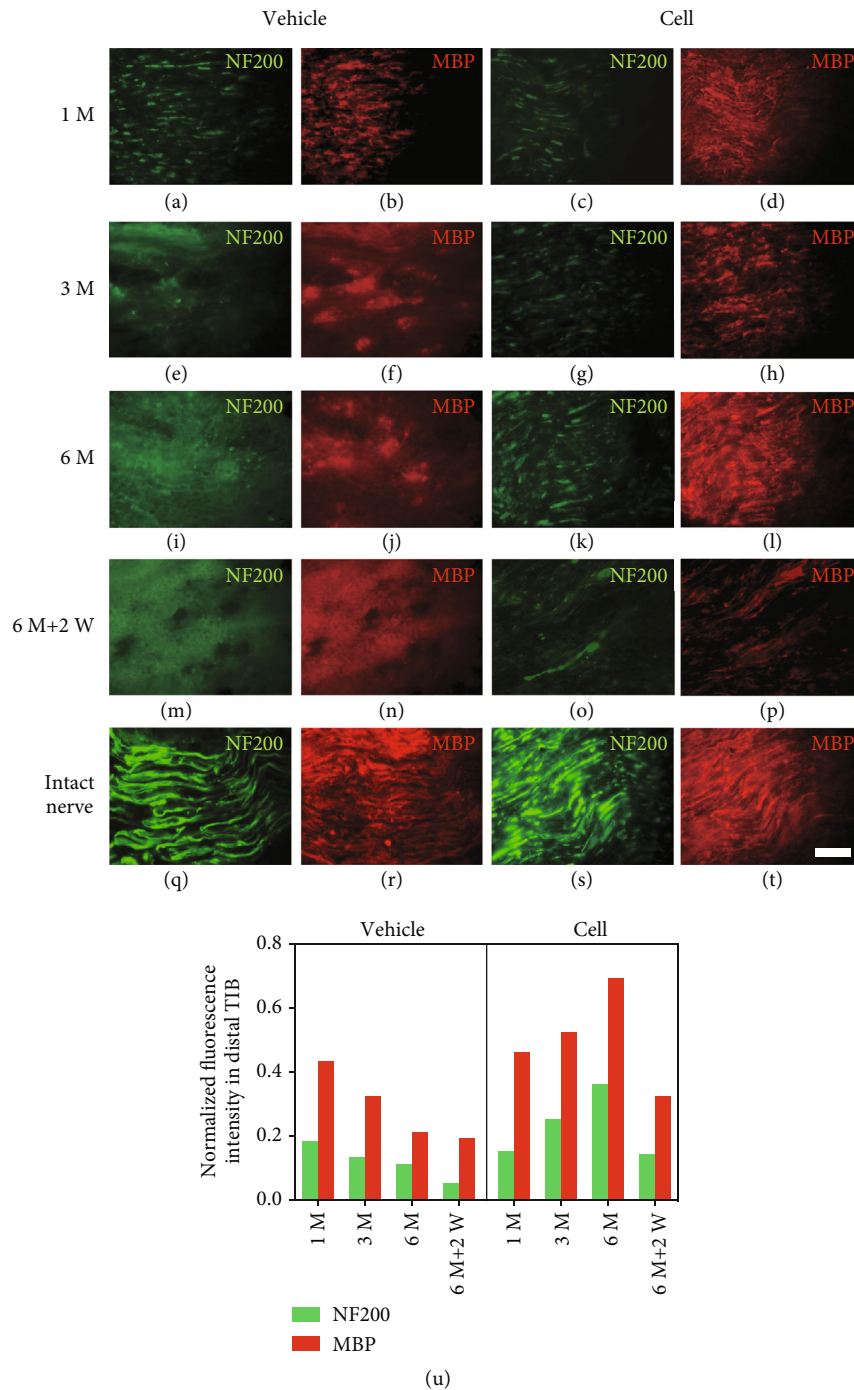 Vehicle Cell
1 M NF200 MBP NF200 MBP
(a) (b) (c) (d)
3 M NF200 MBP NF200 MBP
(e) (f) (g) (h)
6 M NF200 MBP NF200 MBP
(i) (j) (k) (l)
6 M+2 W NF200 MBP NF200 MBP
(m) (n) (o) (p)
Intact
nerve
NF200 MBP NF200 MBP
(q) (r) (s) (t)
Vehicle Cell
Normalized fluorescence
intensity in distal TIB
0.8
0.6
0.4
0.2
0.0
1 M 3 M 6 M 6 M+2 W 1 M 3 M 6 M 6 M+2 W
NF200
MBP
(u)